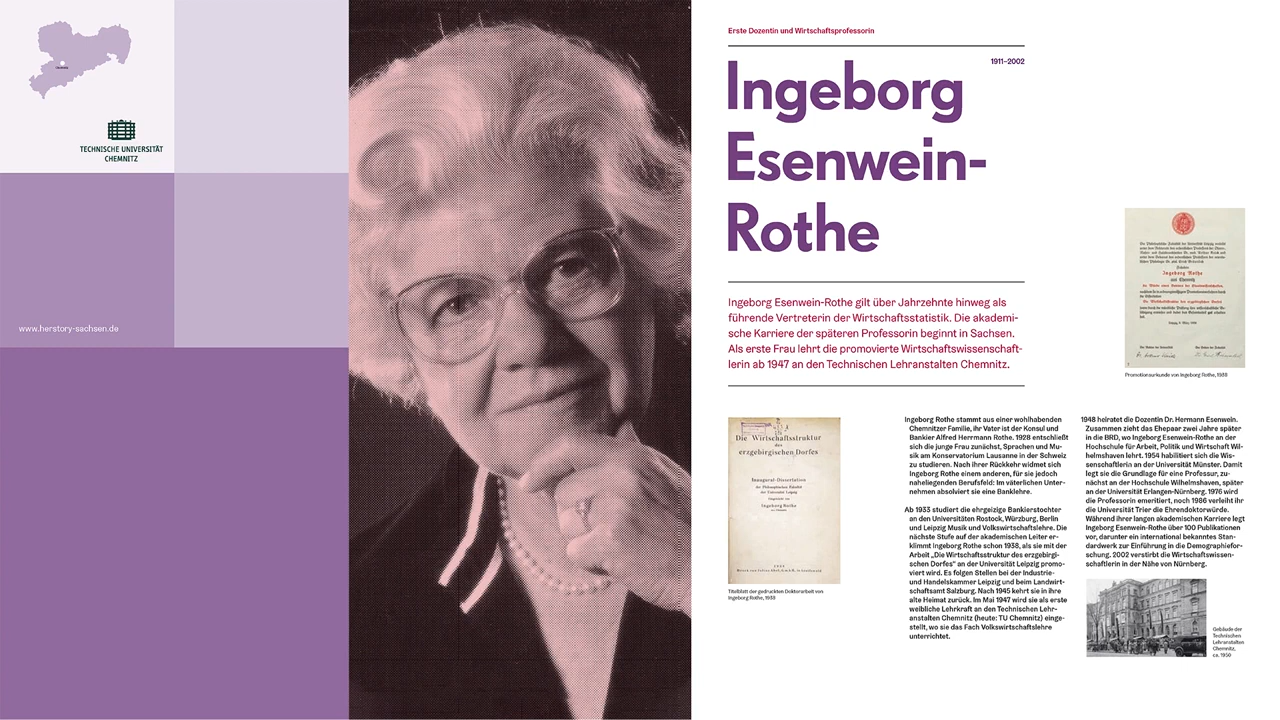 Chemnitz
TECHNISCHE UNIVERSITÄT
CHEMNITZ
www.herstory-sachsen.de
Erste Dozentin und Wirtschaftsprofessorin
1911–2002
Ingeborg
Esenwein-
Rothe
Ingeborg Esenwein-Rothe gilt über Jahrzehnte hinweg als
führende Vertreterin der Wirtschaftsstatistik. Die akademi-
sche Karriere der späteren Professorin beginnt in Sachsen.
Als erste Frau lehrt die promovierte Wirtschaftswissenschaft-
lerin ab 1947 an den Technischen Lehranstalten Chemnitz.
Ingeborg Rothe
aus Chemnitz
Leipzig
Promotionsurkunde von Ingeborg Rothe, 1938
Die Wirtschaftsstruktur
des
erzgebirgischen Dorfes
Inaugural-Dissertation
der Philosophischen Fakultät
der Universität Leipzig
eingereicht von
Ingeborg Rothe
aus Chemnitz
Titelblatt der gedruckten Doktorarbeit von
Ingeborg Rothe, 1938
Ingeborg Rothe stammt aus einer wohlhabenden
Chemnitzer Familie, ihr Vater ist der Konsul und
Bankier Alfred Herrmann Rothe. 1928 entschließt
sich die junge Frau zunächst, Sprachen und Mu-
sik am Konservatorium Lausanne in der Schweiz
zu studieren. Nach ihrer Rückkehr widmet sich
Ingeborg Rothe einem anderen, für sie jedoch
naheliegenden Berufsfeld: Im väterlichen Unter-
nehmen absolviert sie eine Banklehre.
Ab 1933 studiert die ehrgeizige Bankierstochter
an den Universitäten Rostock, Würzburg, Berlin
und Leipzig Musik und Volkswirtschaftslehre. Die
nächste Stufe auf der akademischen Leiter er-
klimmt Ingeborg Rothe schon 1938, als sie mit der
Arbeit „Die Wirtschaftsstruktur des erzgebirgi-
schen Dorfes“ an der Universität Leipzig promo-
viert wird. Es folgen Stellen bei der Industrie-
und Handelskammer Leipzig und beim Landwirt-
schaftsamt Salzburg. Nach 1945 kehrt sie in ihre
alte Heimat zurück. Im Mai 1947 wird sie als erste
weibliche Lehrkraft an den Technischen Lehr-
anstalten Chemnitz (heute: TU Chemnitz) einge-
stellt, wo sie das Fach Volkswirtschaftslehre
unterrichtet.
1948 heiratet die Dozentin Dr. Hermann Esenwein.
Zusammen zieht das Ehepaar zwei Jahre später
in die BRD, wo Ingeborg Esenwein-Rothe an der
Hochschule für Arbeit, Politik und Wirtschaft Wil-
helmshaven lehrt. 1954 habilitiert sich die Wis-
senschaftlerin an der Universität Münster. Damit
legt sie die Grundlage für eine Professur, zu-
nächst an der Hochschule Wilhelmshaven, später
an der Universität Erlangen-Nürnberg. 1976 wird
die Professorin emeritiert, noch 1986 verleiht ihr
die Universität Trier die Ehrendoktorwürde.
Während ihrer langen akademischen Karriere legt
Ingeborg Esenwein-Rothe über 100 Publikationen
vor, darunter ein international bekanntes Stan-
dardwerk zur Einführung in die Demographiefor-
schung. 2002 verstirbt die Wirtschaftswissen-
schaftlerin in der Nähe von Nürnberg.
Gebäude der
Technischen
Lehranstalten
Chemnitz,
ca. 1930